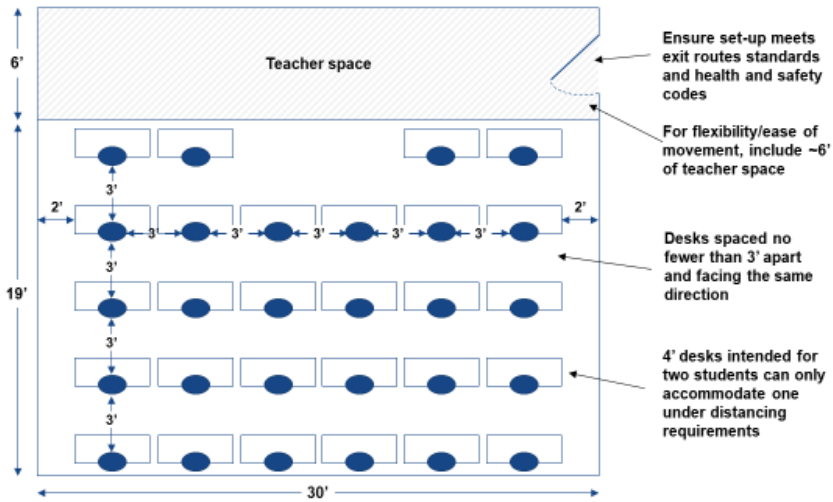 6’
Teacher space
Ensure set-up meets
exit routes standards
and health and safety
codes
For flexibility/ease of
movement, include ~6’
of teacher space
3’
2’
2’
3’
3’
3’
3’
3’
3’
Desks spaced no
fewer than 3’ apart
and facing the same
direction
19’
3’
4’ desks intended for
two students can only
accommodate one
under distancing
requirements
3’
30’